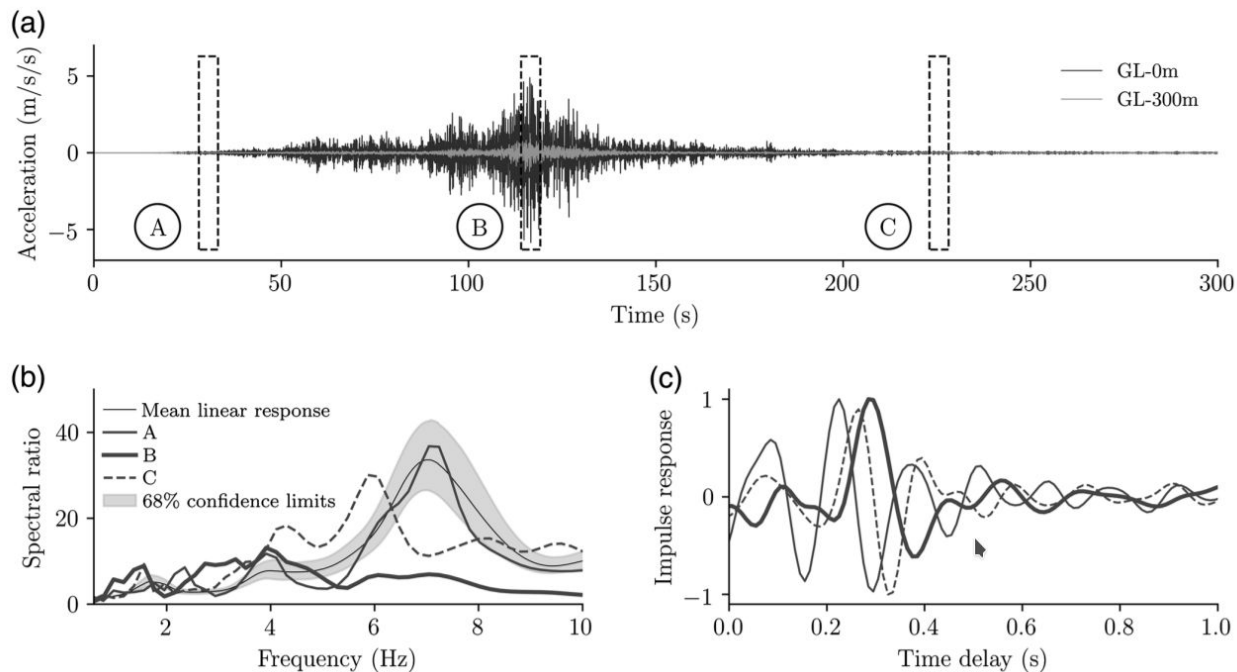 (a)
Acceleration (m/s/s)
5
0
−5
GL-0m
GL-300m
A
B
C
0
50
100
150
200
250
300
Time (s)
(b)
Spectral ratio
40
20
0
Mean linear response
A
B
C
68% confidence limits
2
4
6
8
10
Frequency (Hz)
(c)
Impulse response
1
0
−1
0.0
0.2
0.4
0.6
0.8
1.0
Time delay (s)